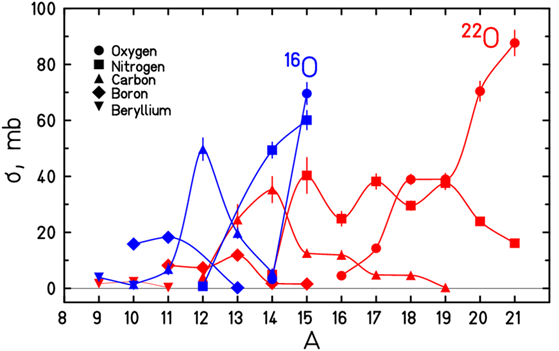 100
80
60
40
20
0
σ, mb
Oxygen
Nitrogen
Carbon
Boron
Beryllium
¹⁶O
²²O
8 9 10 11 12 13 14 15 16 17 18 19 20 21
A